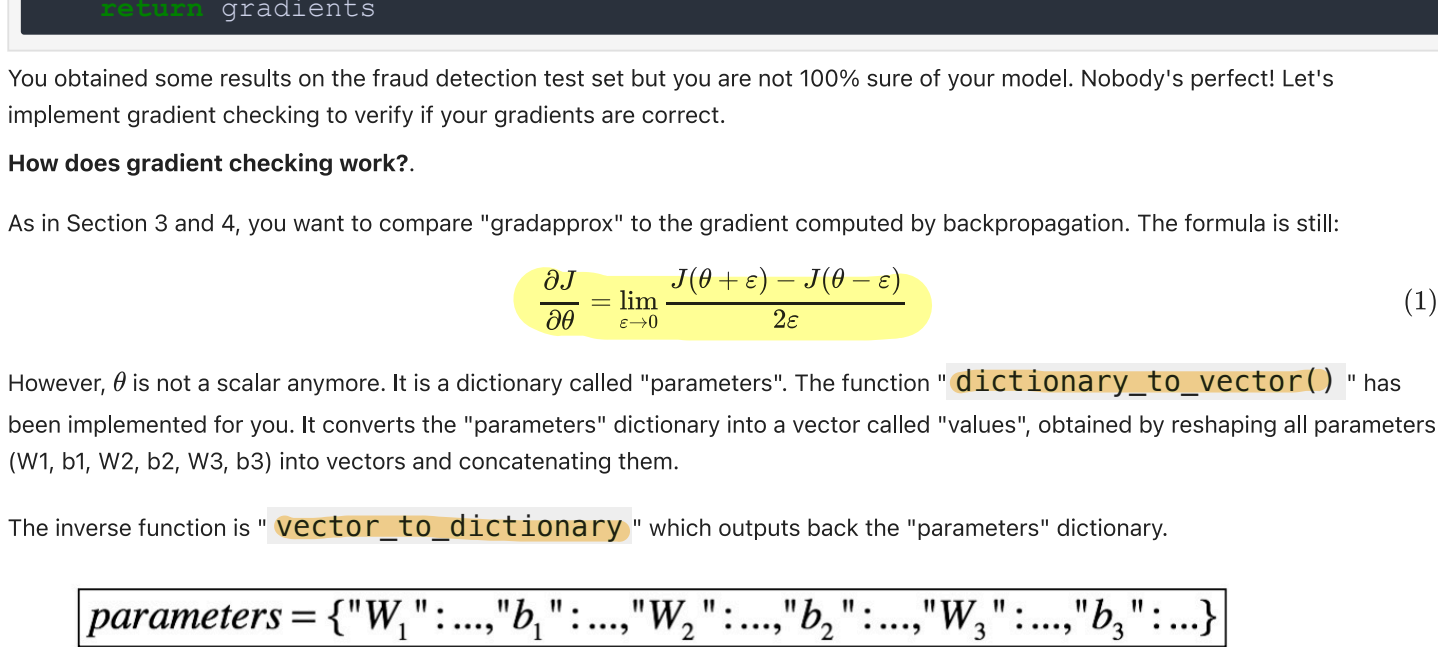 return gradients
You obtained some results on the fraud detection test set but you are not 100% sure of your model. Nobody's perfect! Let's
implement gradient checking to verify if your gradients are correct.
How does gradient checking work?.
As in Section 3 and 4, you want to compare "gradapprox" to the gradient computed by backpropagation. The formula is still:
∂J/∂θ = lim ε→0 (J(θ + ε) − J(θ − ε))/2ε (1)
However, θ is not a scalar anymore. It is a dictionary called "parameters". The function " dictionary_to_vector() " has
been implemented for you. It converts the "parameters" dictionary into a vector called "values", obtained by reshaping all parameters
(W1, b1, W2, b2, W3, b3) into vectors and concatenating them.
The inverse function is " vector_to_dictionary " which outputs back the "parameters" dictionary.
parameters = {"W₁": ...,"b₁": ...,"W₂": ...,"b₂": ...,"W₃": ...,"b₃": ...}